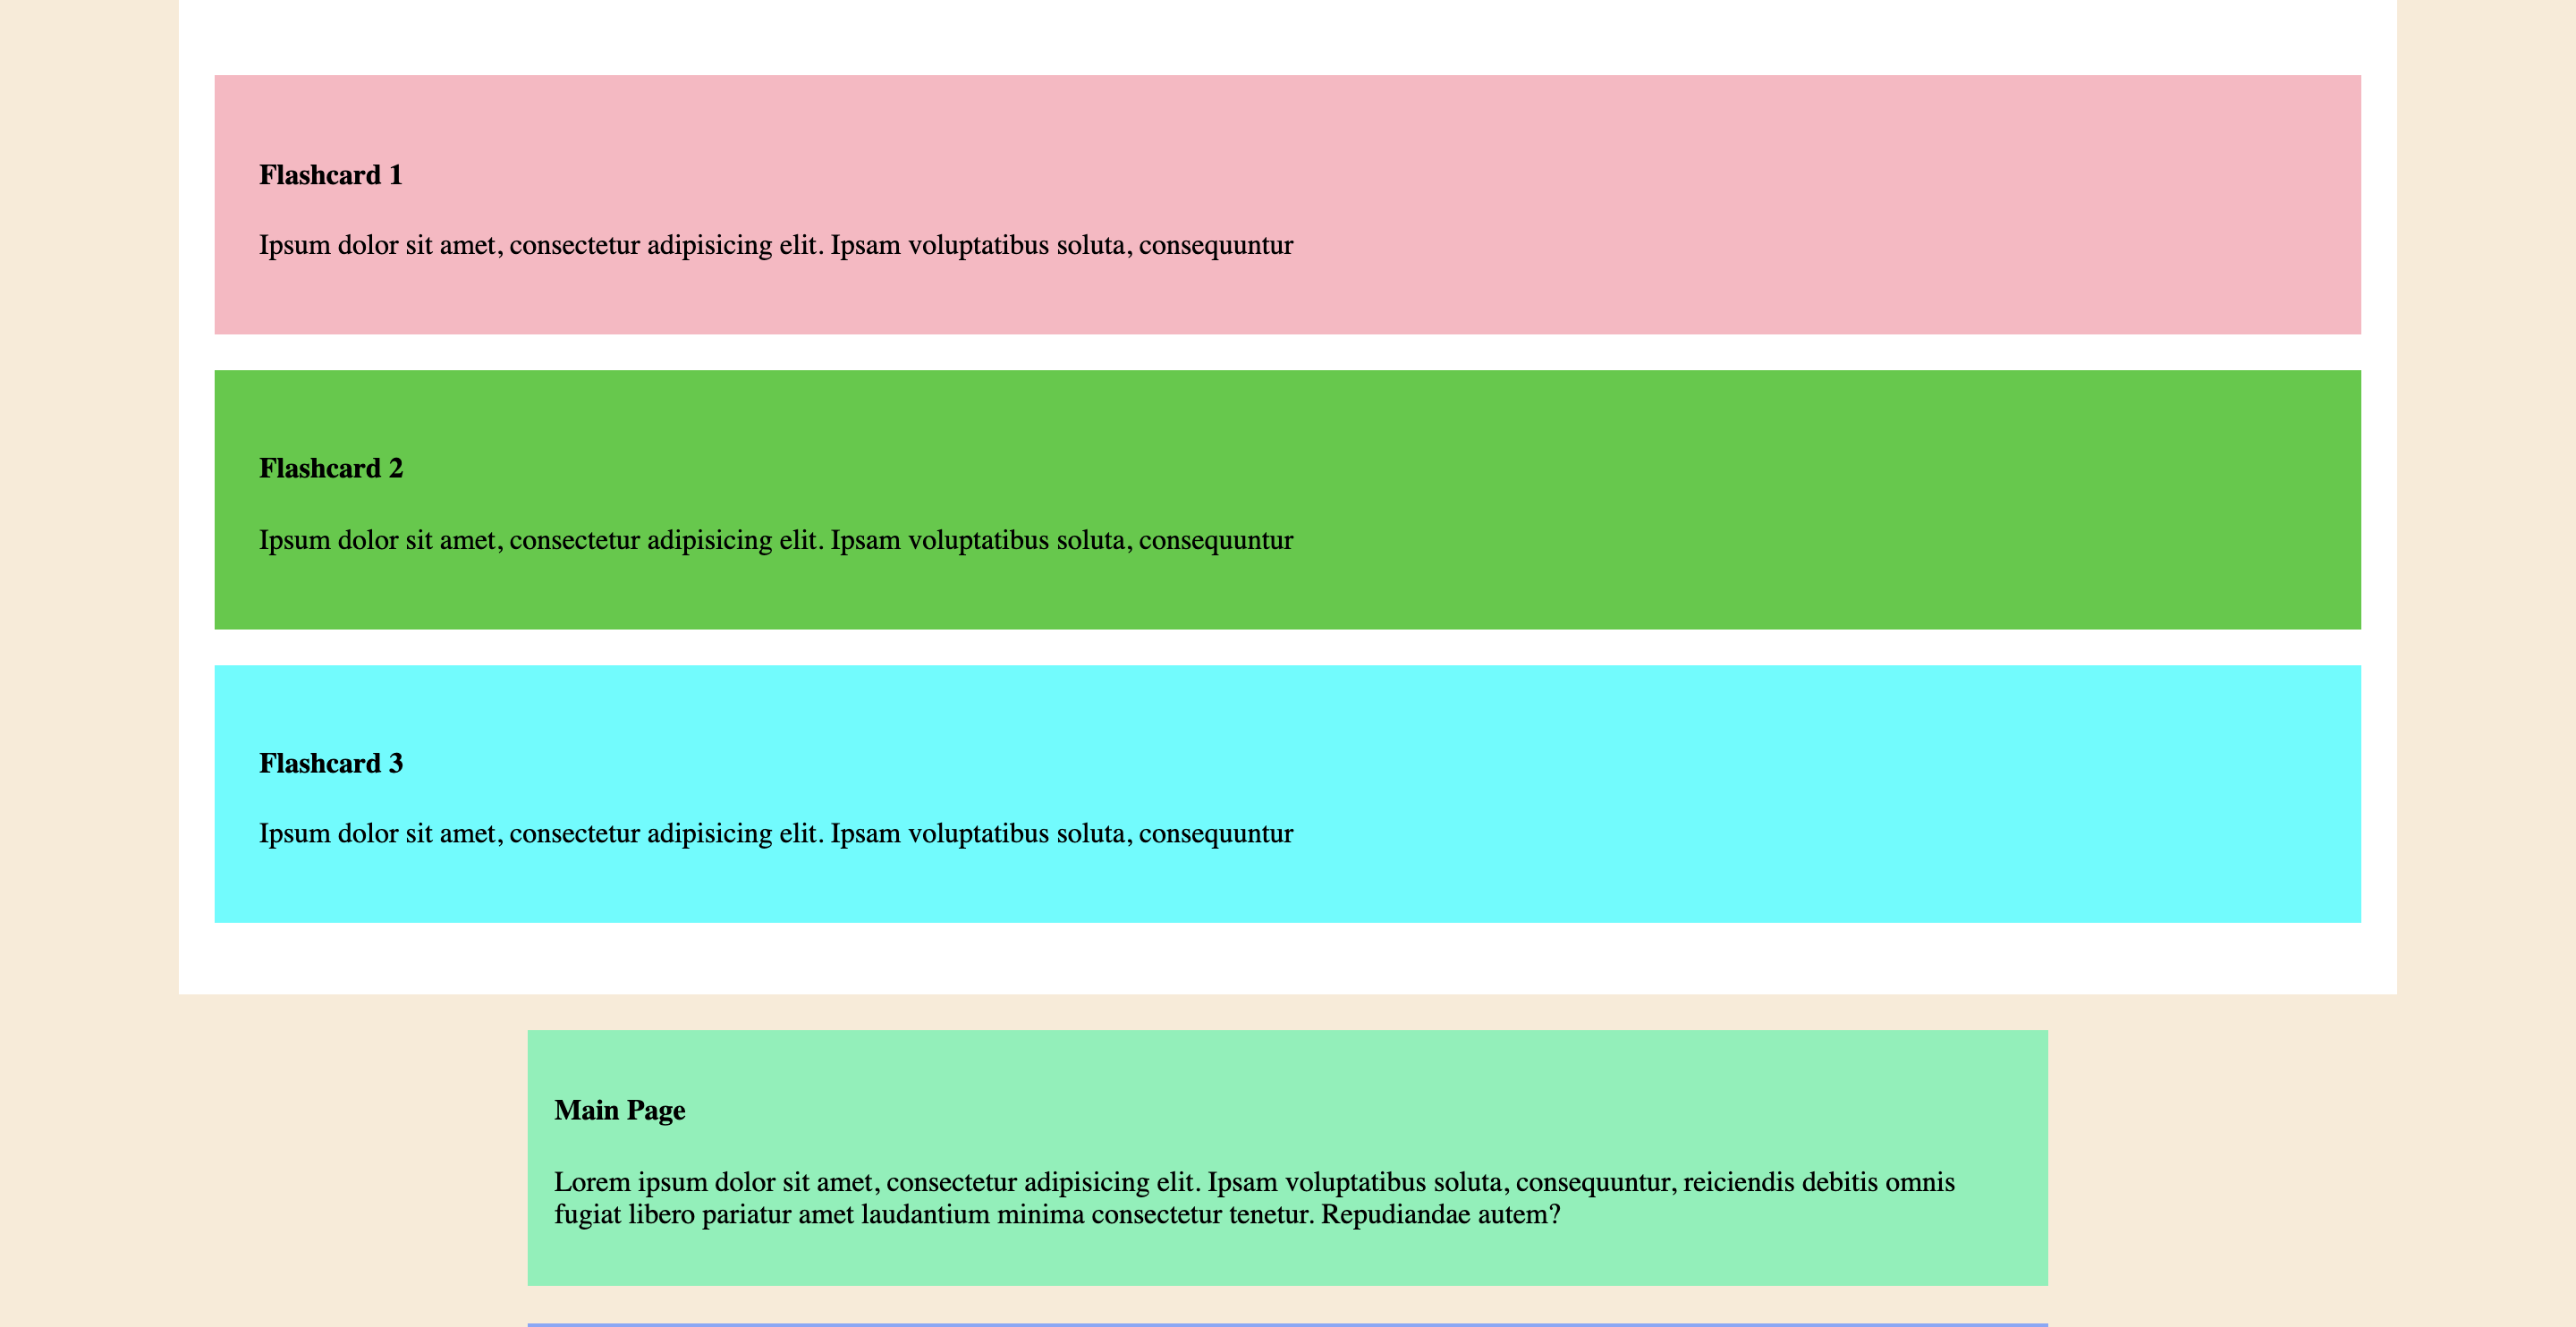 Flashcard 1
Ipsum dolor sit amet, consectetur adipisicing elit. Ipsam voluptatibus soluta, consequuntur
Flashcard 2
Ipsum dolor sit amet, consectetur adipisicing elit. Ipsam voluptatibus soluta, consequuntur
Flashcard 3
Ipsum dolor sit amet, consectetur adipisicing elit. Ipsam voluptatibus soluta, consequuntur
Main Page
Lorem ipsum dolor sit amet, consectetur adipisicing elit. Ipsam voluptatibus soluta, consequuntur, reiciendis debitis omnis
fugiat libero pariatur amet laudantium minima consectetur tenetur. Repudiandae autem?